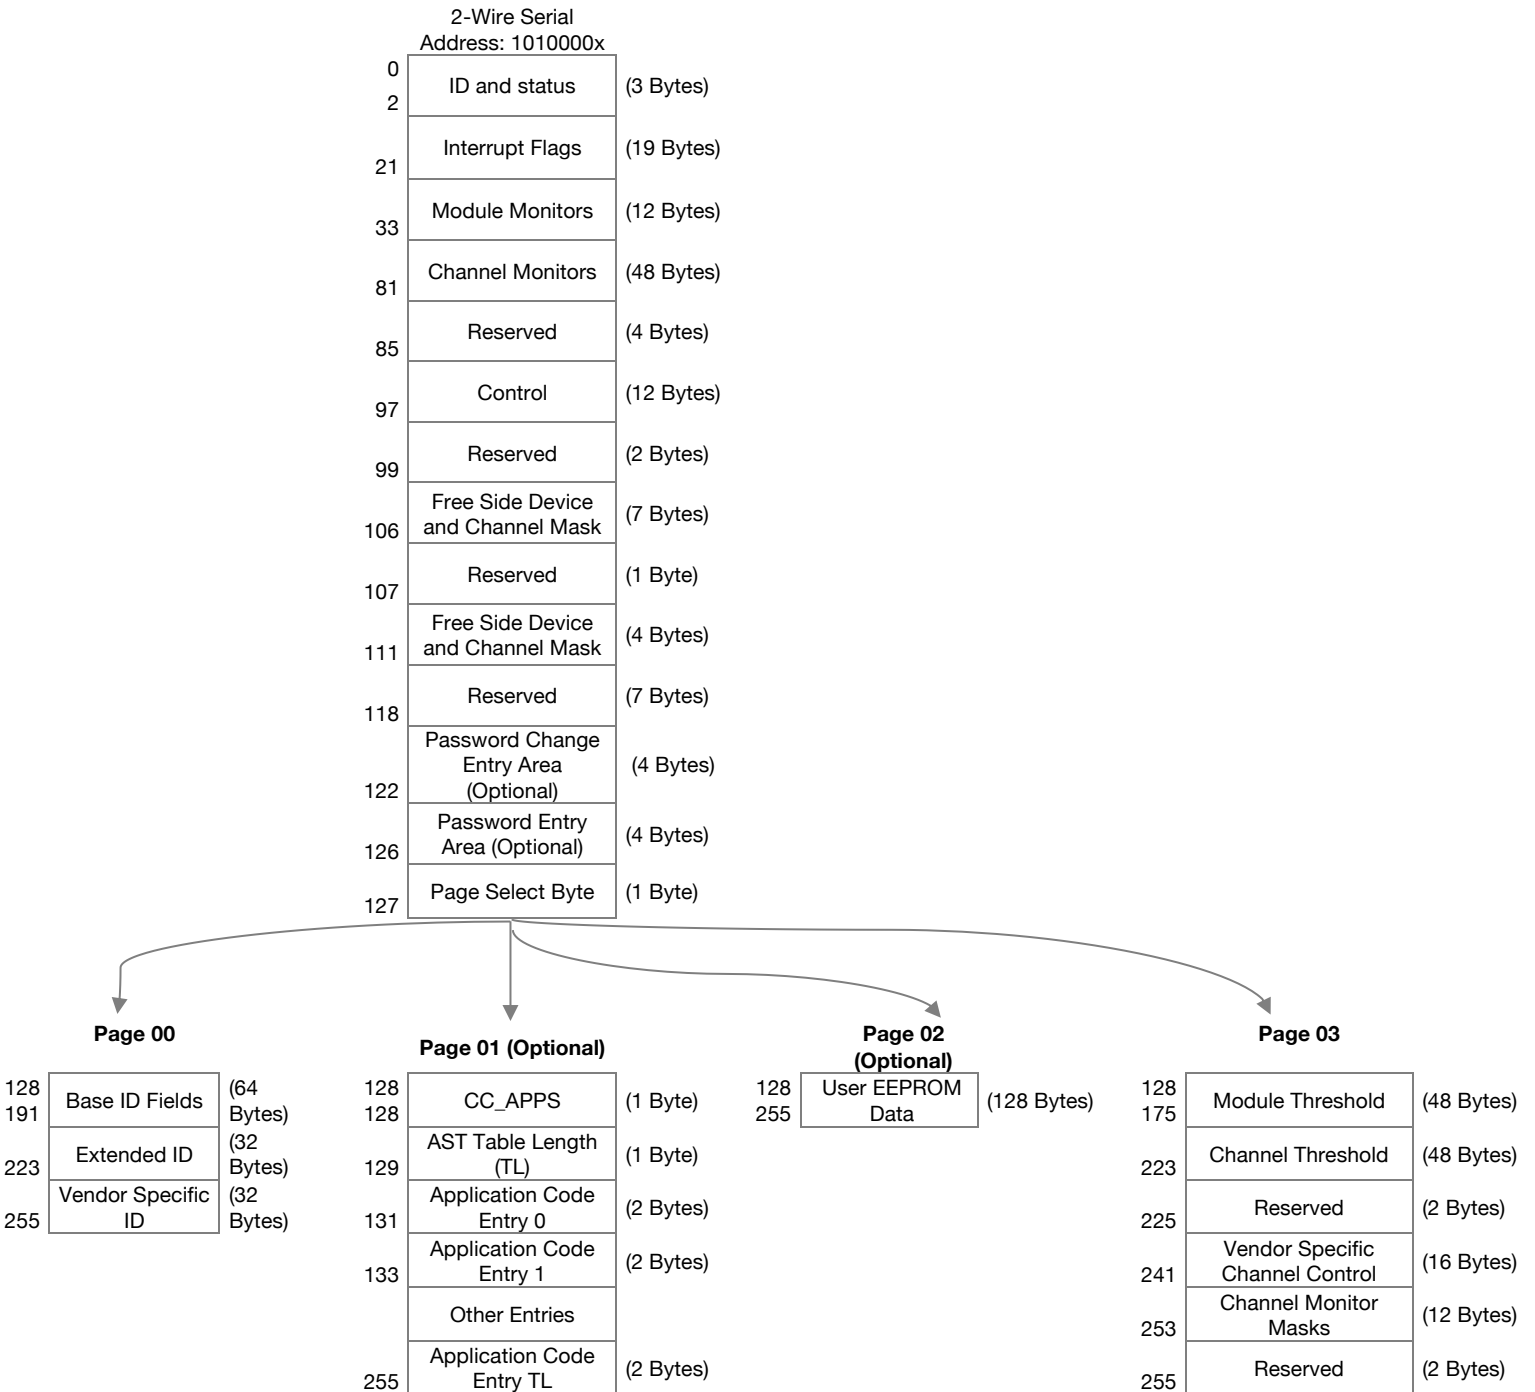 2-Wire Serial
Address: 1010000x
0
2
ID and status
(3 Bytes)
21
Interrupt Flags
(19 Bytes)
33
Module Monitors
(12 Bytes)
81
Channel Monitors
(48 Bytes)
85
Reserved
(4 Bytes)
97
Control
(12 Bytes)
99
Reserved
(2 Bytes)
106
Free Side Device
and Channel Mask
(7 Bytes)
107
Reserved
(1 Byte)
111
Free Side Device
and Channel Mask
(4 Bytes)
118
Reserved
(7 Bytes)
122
Password Change
Entry Area
(Optional)
(4 Bytes)
126
Password Entry
Area (Optional)
(4 Bytes)
127
Page Select Byte
(1 Byte)
Page 00
128
191
Base ID Fields
(64
Bytes)
223
Extended ID
(32
Bytes)
255
Vendor Specific
ID
(32
Bytes)
Page 01 (Optional)
128
128
CC_APPS
(1 Byte)
129
AST Table Length
(TL)
(1 Byte)
131
Application Code
Entry 0
(2 Bytes)
133
Application Code
Entry 1
(2 Bytes)
Other Entries
255
Application Code
Entry TL
(2 Bytes)
Page 02
(Optional)
128
255
User EEPROM
Data
(128 Bytes)
Page 03
128
175
Module Threshold
(48 Bytes)
223
Channel Threshold
(48 Bytes)
225
Reserved
(2 Bytes)
241
Vendor Specific
Channel Control
(16 Bytes)
253
Channel Monitor
Masks
(12 Bytes)
255
Reserved
(2 Bytes)